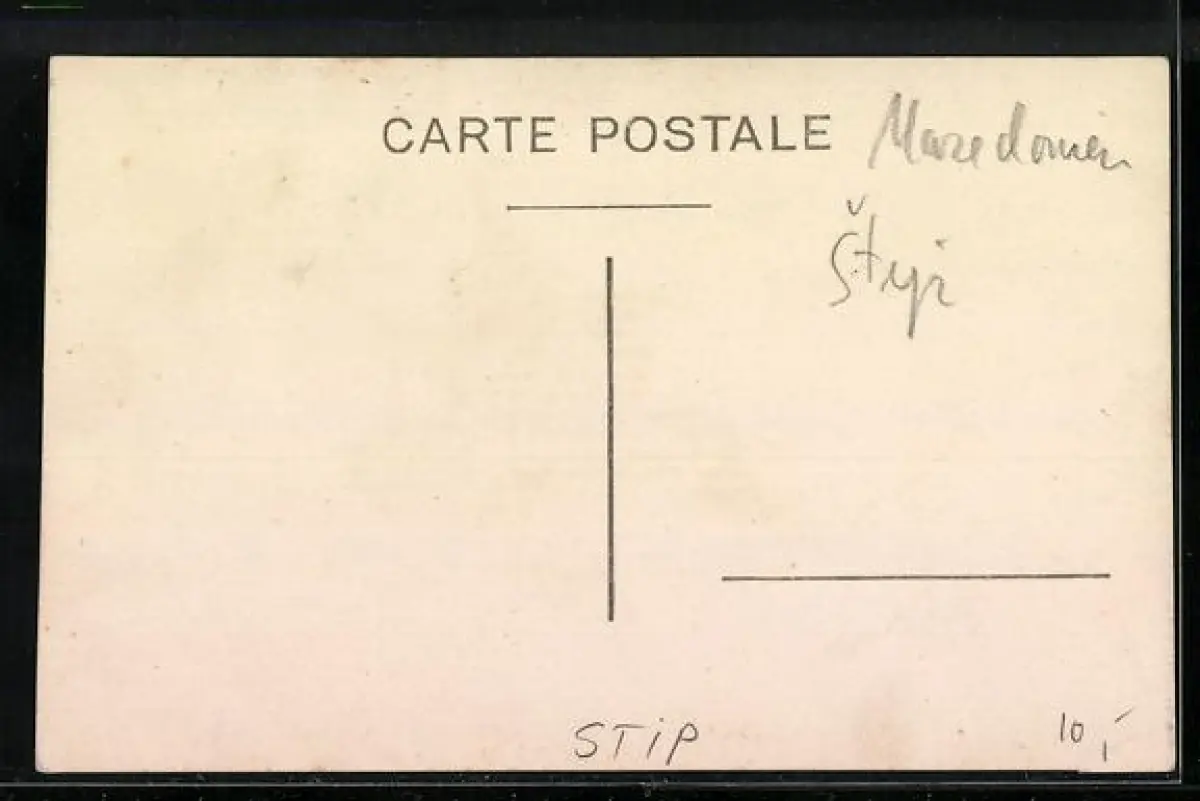 CARTE POSTALE
Mazedonien
Štip
STiP
10,-